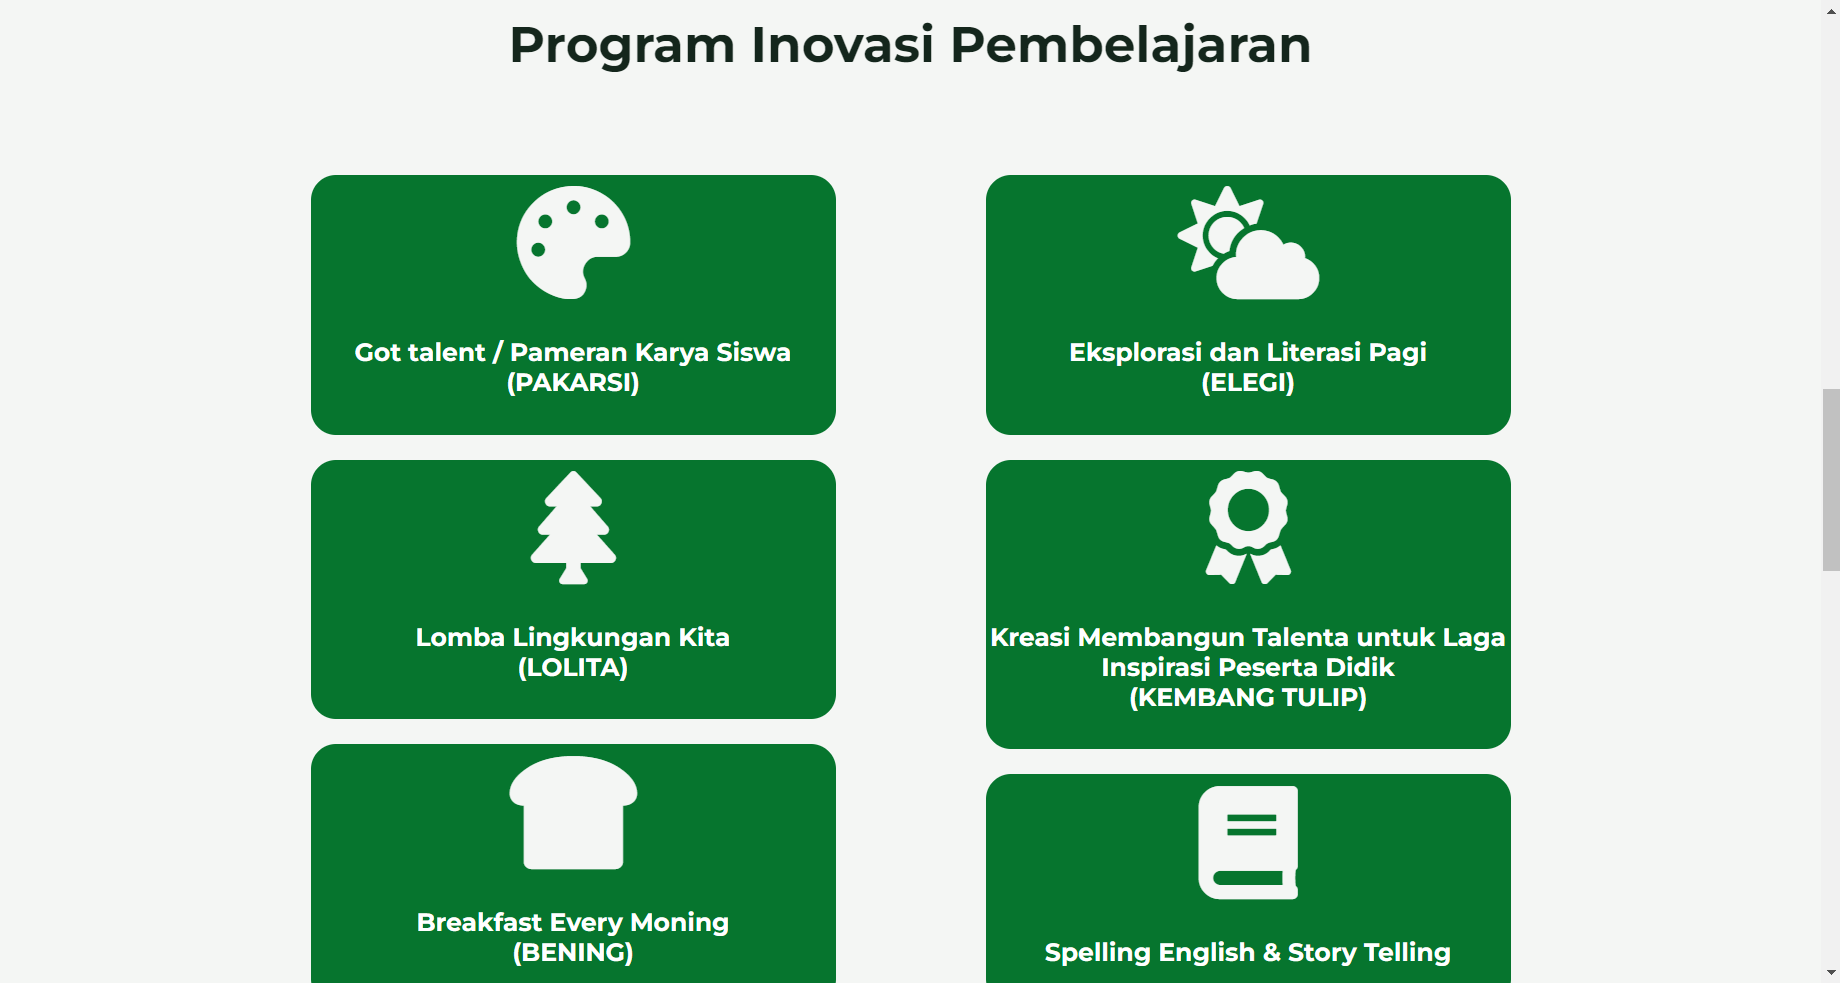 Program Inovasi Pembelajaran
Got talent / Pameran Karya Siswa
(PAKARSI)
Eksplorasi dan Literasi Pagi
(ELEGI)
Lomba Lingkungan Kita
(LOLITA)
Kreasi Membangun Talenta untuk Laga
Inspirasi Peserta Didik
(KEMBANG TULIP)
Breakfast Every Moning
(BENING)
Spelling English & Story Telling